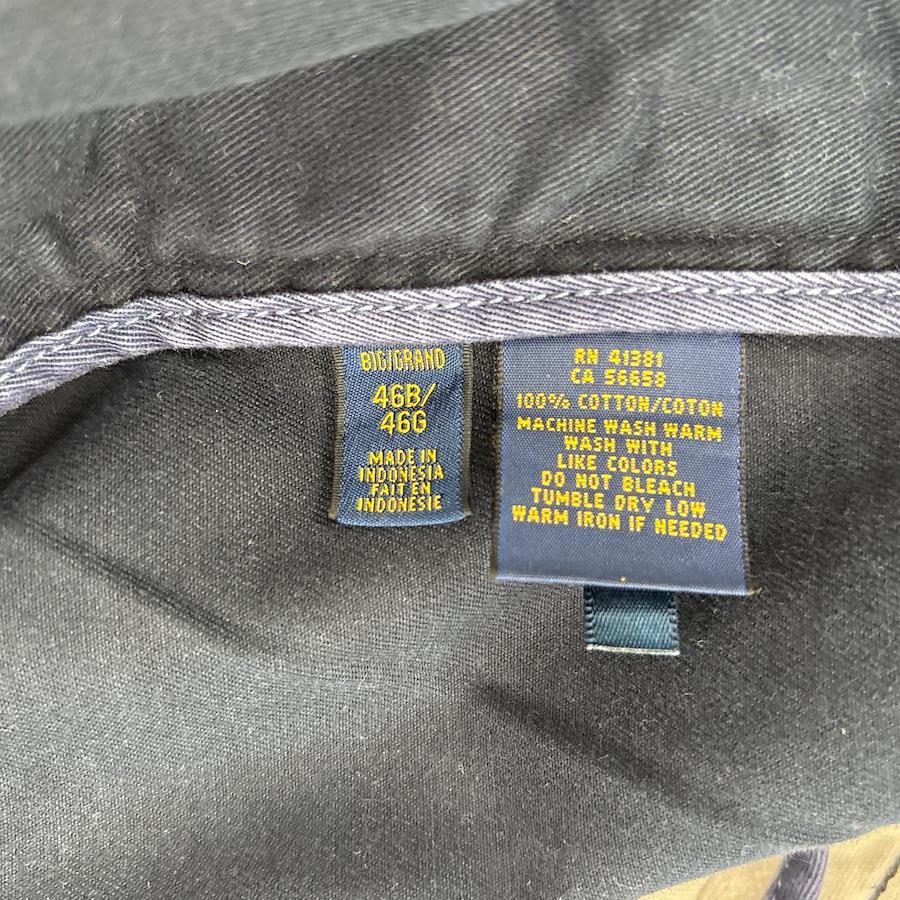 BIG/GRAND
46B/
46G
MADE IN
INDONESIA
FAIT EN
INDONESIE
RN 41381
CA 56658
100% COTTON/COTON
MACHINE WASH WARM
WASH WITH
LIKE COLORS
DO NOT BLEACH
TUMBLE DRY LOW
WARM IRON IF NEEDED